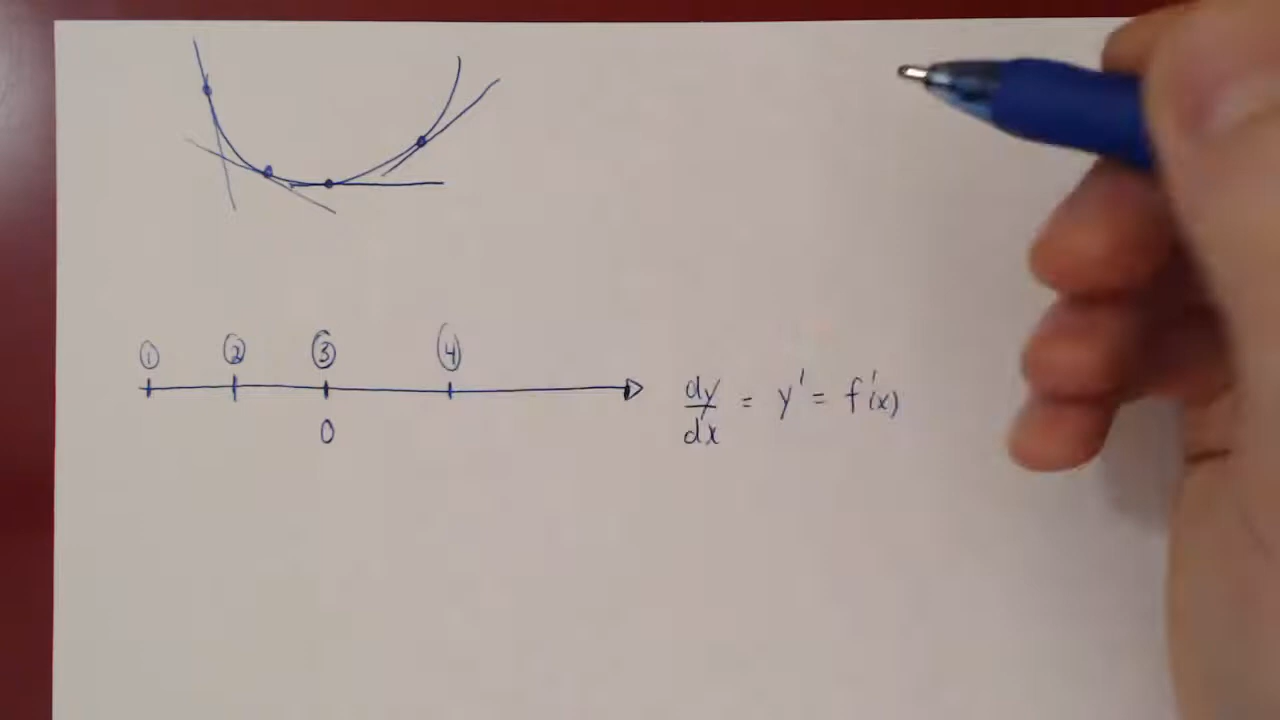 ① ② ③ ④
0
dy/dx = y' = f'(x)